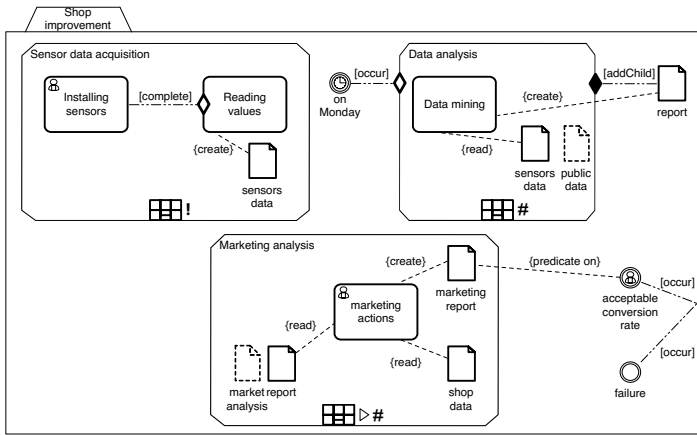 Shop
improvement
Sensor data acquisition
Installing
sensors
[complete]
Reading
values
{create}
sensors
data
!
on
Monday
[occur]
Data analysis
Data mining
{create}
{read}
sensors
data
public
data
#
[addChild]
report
Marketing analysis
{create}
marketing
report
marketing
actions
{read}
{read}
market
analysis
report
shop
data
#
{predicate on}
acceptable
conversion
rate
[occur]
[occur]
failure